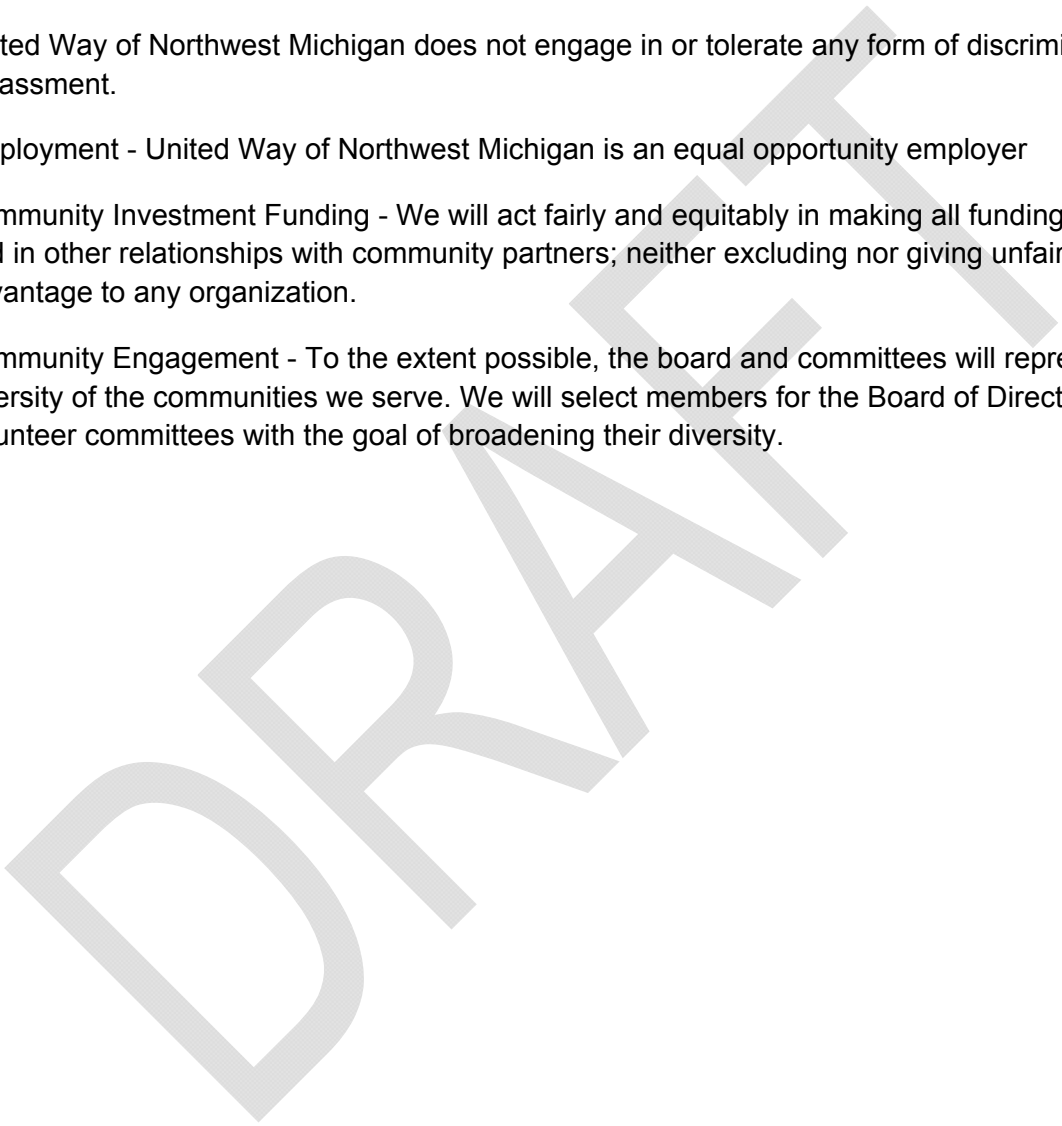 ted Way of Northwest Michigan does not engage in or tolerate any form of discrimi
assment.
ployment - United Way of Northwest Michigan is an equal opportunity employer
mmunity Investment Funding - We will act fairly and equitably in making all funding
d in other relationships with community partners; neither excluding nor giving unfair
vantage to any organization.
mmunity Engagement - To the extent possible, the board and committees will repre
ersity of the communities we serve. We will select members for the Board of Direct
unteer committees with the goal of broadening their diversity.
DRAFT